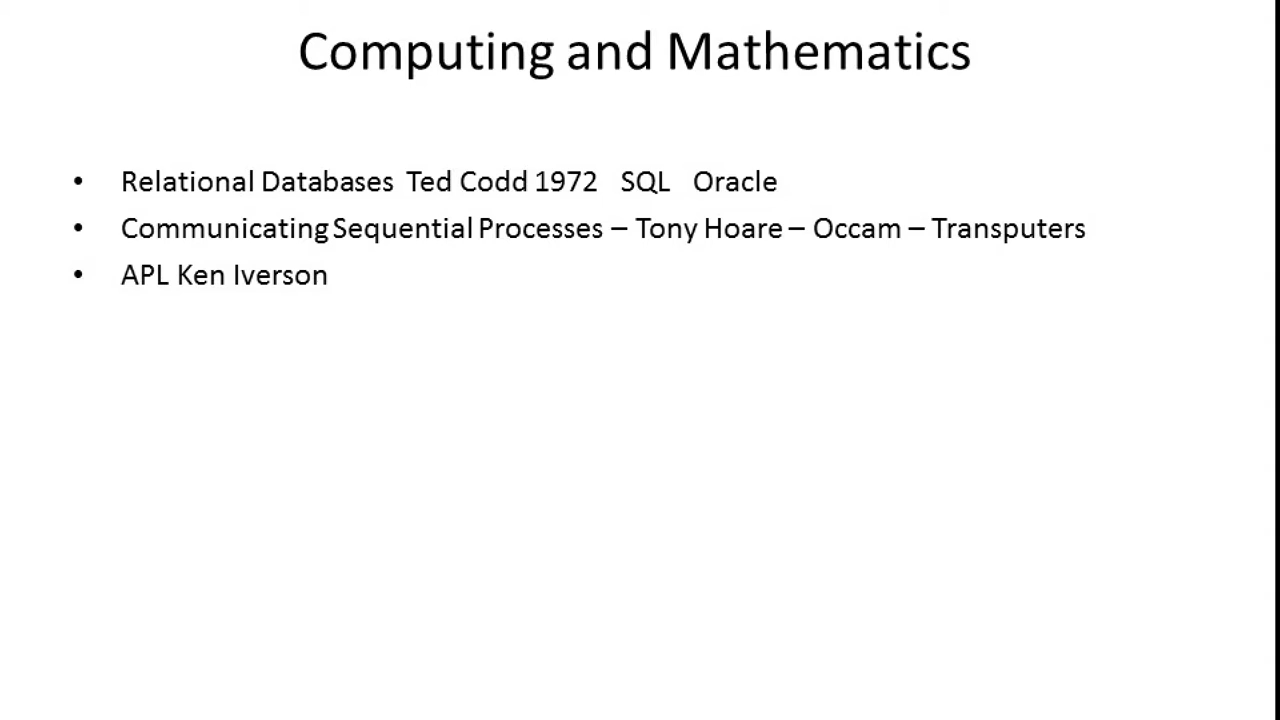 Computing and Mathematics
• Relational Databases Ted Codd 1972 SQL Oracle
• Communicating Sequential Processes – Tony Hoare – Occam – Transputers
• APL Ken Iverson